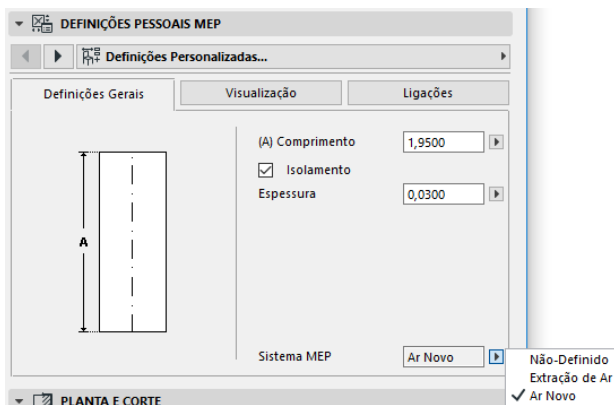 DEFINIÇÕES PESSOAIS MEP
Definições Personalizadas...
Definições Gerais
Visualização
Ligações
(A) Comprimento 1,9500
Isolamento
Espessura 0,0300
A
Sistema MEP Ar Novo
Não-Definido
Extração de Ar
Ar Novo
PLANTA E CORTE